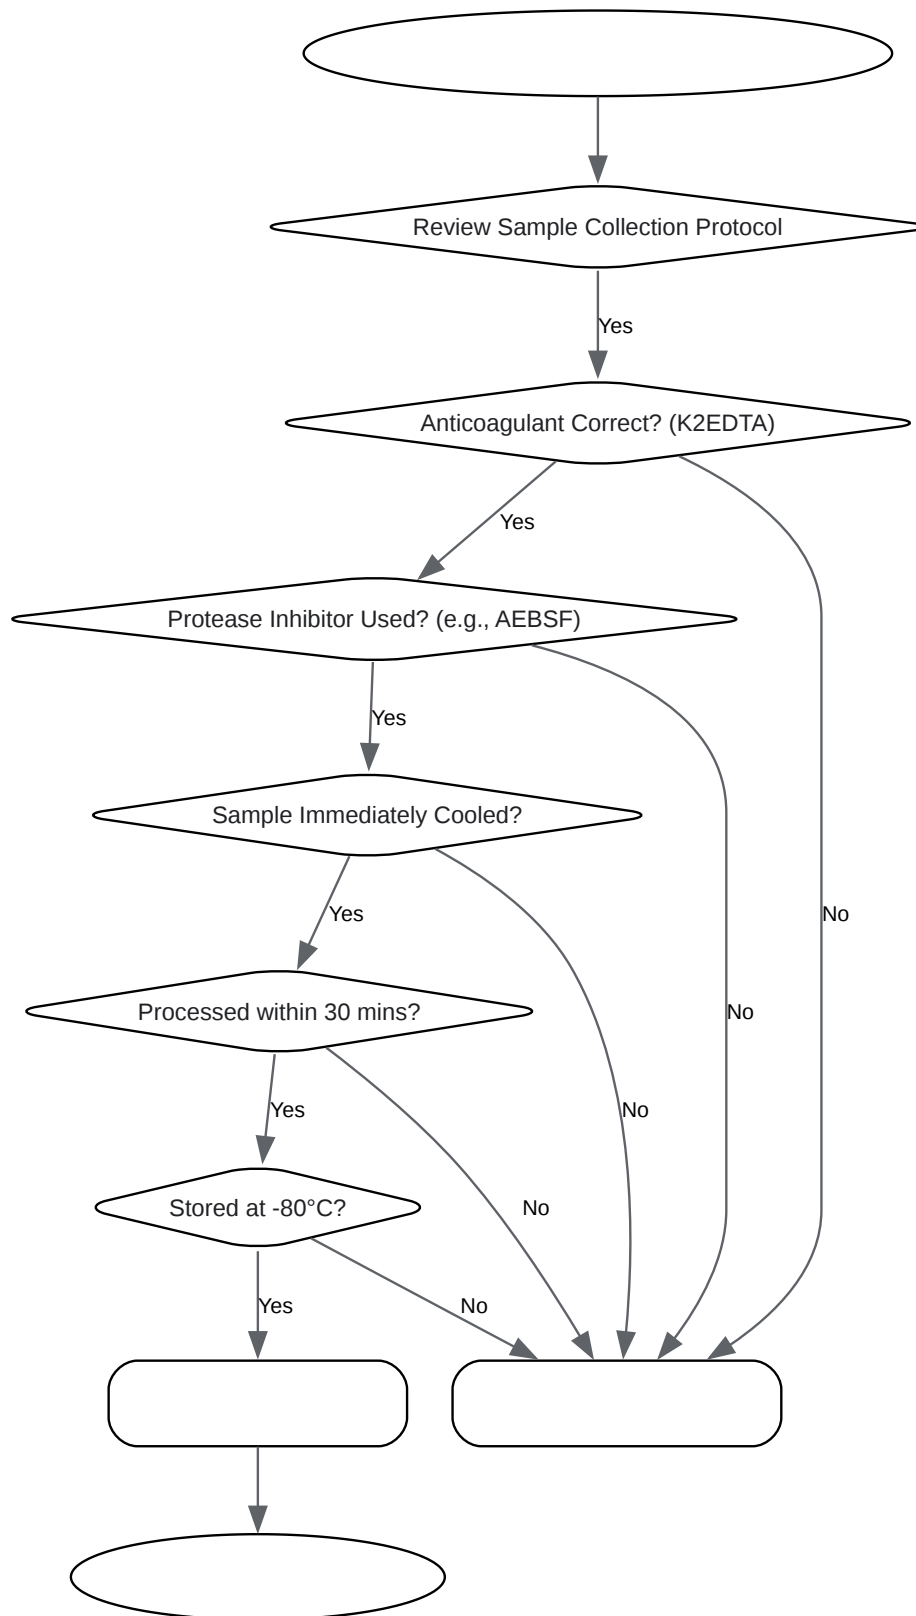 Review Sample Collection Protocol
Yes
Anticoagulant Correct? (K2EDTA)
Yes
Protease Inhibitor Used? (e.g., AEBSF)
Yes
Sample Immediately Cooled?
Yes
No
Processed within 30 mins?
No
Yes
No
Stored at -80°C?
No
Yes
No